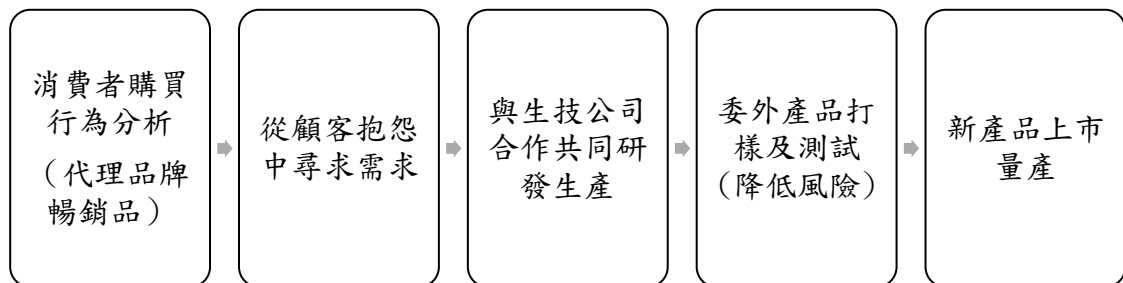 消費者購買
行為分析
（代理品牌
暢銷品）
從顧客抱怨
中尋求需求
與生技公司
合作共同研
發生產
委外產品打
樣及測試
（降低風險）
新產品上市
量產